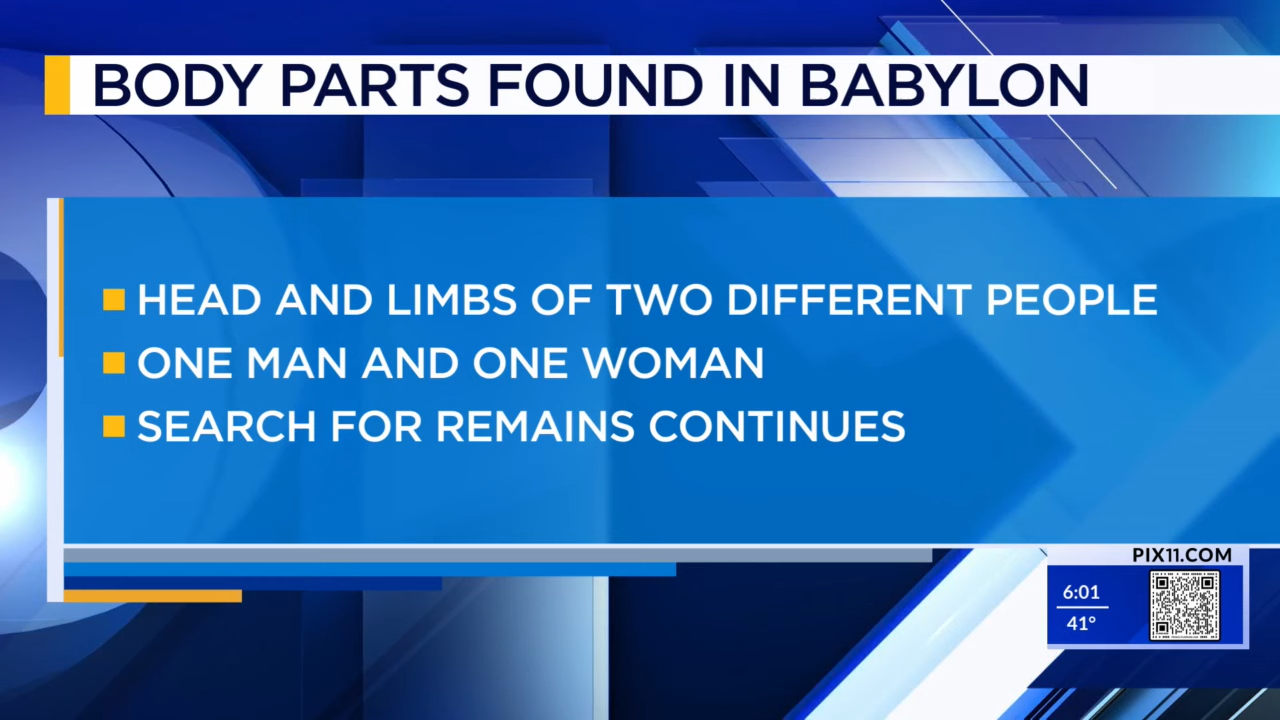 BODY PARTS FOUND IN BABYLON
HEAD AND LIMBS OF TWO DIFFERENT PEOPLE
ONE MAN AND ONE WOMAN
SEARCH FOR REMAINS CONTINUES
PIX11.COM
6:01
41°